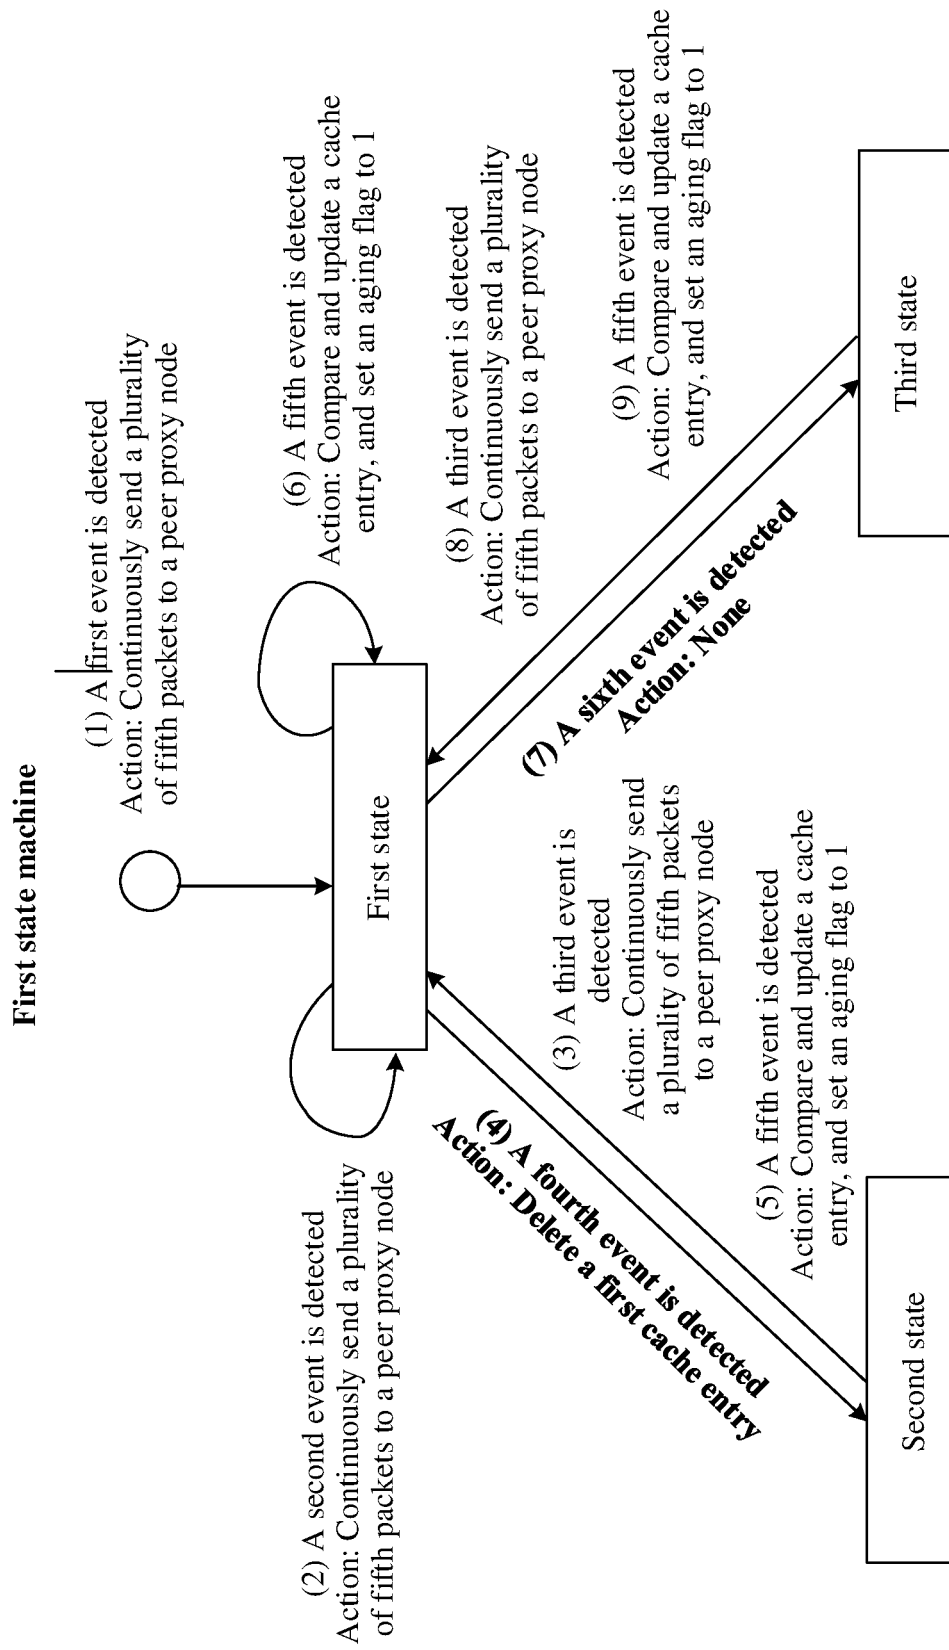 First state machine
(1) A first event is detected
Action: Continuously send a plurality
of fifth packets to a peer proxy node
(2) A second event is detected
Action: Continuously send a plurality
of fifth packets to a peer proxy node
(6) A fifth event is detected
Action: Compare and update a cache
entry, and set an aging flag to 1
First state
(8) A third event is detected
Action: Continuously send a plurality
of fifth packets to a peer proxy node
(4) A fourth event is detected
Action: Delete a first cache entry
(3) A third event is
detected
Action: Continuously send
a plurality of fifth packets
to a peer proxy node
(7) A sixth event is detected
Action: None
(9) A fifth event is detected
Action: Compare and update a cache
entry, and set an aging flag to 1
(5) A fifth event is detected
Action: Compare and update a cache
entry, and set an aging flag to 1
Second state
Third state